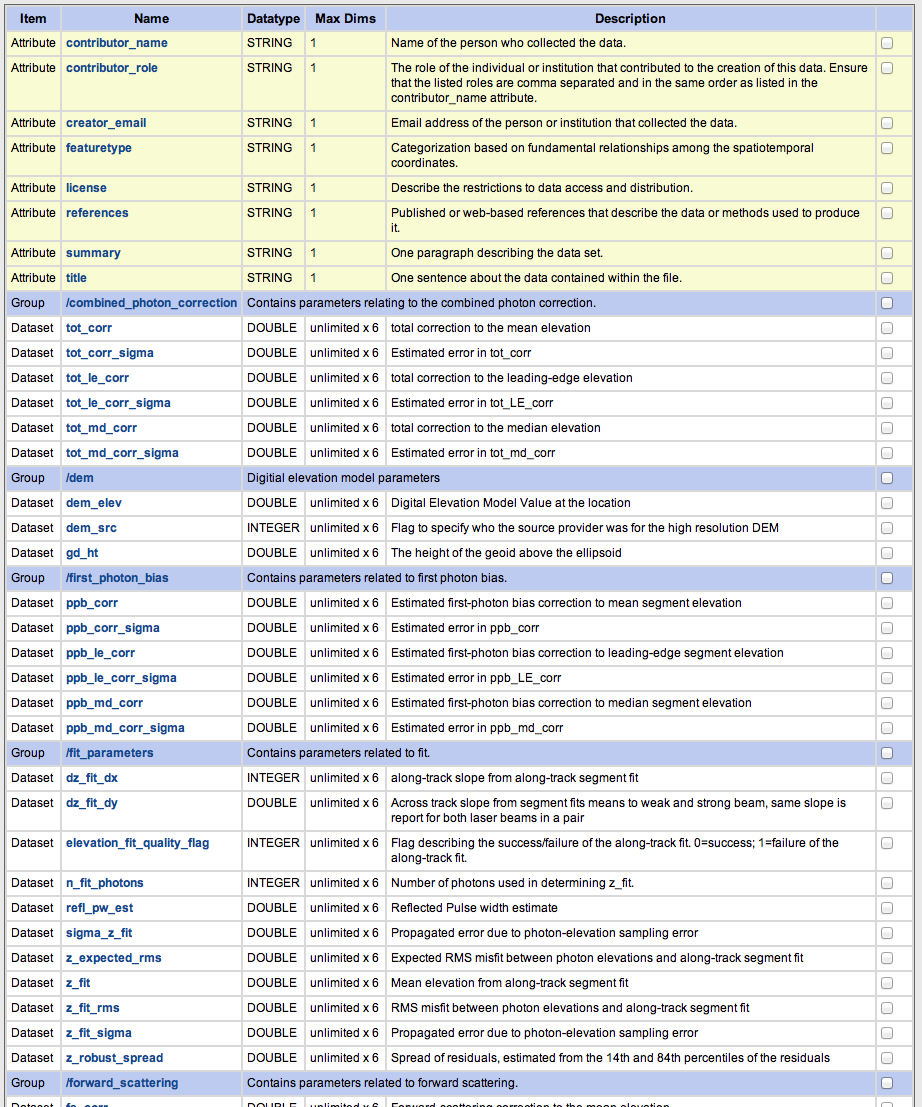 Item Name Datatype Max Dims Description
Attribute contributor_name STRING 1 Name of the person who collected the data.
Attribute contributor_role STRING 1 The role of the individual or institution that contributed to the creation of this data. Ensure
that the listed roles are comma separated and in the same order as listed in the
contributor_name attribute.
Attribute creator_email STRING 1 Email address of the person or institution that collected the data.
Attribute featuretype STRING 1 Categorization based on fundamental relationships among the spatiotemporal
coordinates.
Attribute license STRING 1 Describe the restrictions to data access and distribution.
Attribute references STRING 1 Published or web-based references that describe the data or methods used to produce
it.
Attribute summary STRING 1 One paragraph describing the data set.
Attribute title STRING 1 One sentence about the data contained within the file.
Group /combined_photon_correction Contains parameters relating to the combined photon correction.
Dataset tot_corr DOUBLE unlimited x 6 total correction to the mean elevation
Dataset tot_corr_sigma DOUBLE unlimited x 6 Estimated error in tot_corr
Dataset tot_le_corr DOUBLE unlimited x 6 total correction to the leading-edge elevation
Dataset tot_le_corr_sigma DOUBLE unlimited x 6 Estimated error in tot_LE_corr
Dataset tot_md_corr DOUBLE unlimited x 6 total correction to the median elevation
Dataset tot_md_corr_sigma DOUBLE unlimited x 6 Estimated error in tot_md_corr
Group /dem Digitial elevation model parameters
Dataset dem_elev DOUBLE unlimited x 6 Digital Elevation Model Value at the location
Dataset dem_src INTEGER unlimited x 6 Flag to specify who the source provider was for the high resolution DEM
Dataset gd_ht DOUBLE unlimited x 6 The height of the geoid above the ellipsoid
Group /first_photon_bias Contains parameters related to first photon bias.
Dataset ppb_corr DOUBLE unlimited x 6 Estimated first-photon bias correction to mean segment elevation
Dataset ppb_corr_sigma DOUBLE unlimited x 6 Estimated error in ppb_corr
Dataset ppb_le_corr DOUBLE unlimited x 6 Estimated first-photon bias correction to leading-edge segment elevation
Dataset ppb_le_corr_sigma DOUBLE unlimited x 6 Estimated error in ppb_LE_corr
Dataset ppb_md_corr DOUBLE unlimited x 6 Estimated first-photon bias correction to median segment elevation
Dataset ppb_md_corr_sigma DOUBLE unlimited x 6 Estimated error in ppb_md_corr
Group /fit_parameters Contains parameters related to fit.
Dataset dz_fit_dx INTEGER unlimited x 6 along-track slope from along-track segment fit
Dataset dz_fit_dy DOUBLE unlimited x 6 Across track slope from segment fits means to weak and strong beam, same slope is
report for both laser beams in a pair
Dataset elevation_fit_quality_flag INTEGER unlimited x 6 Flag describing the success/failure of the along-track fit. 0=success; 1=failure of the
along-track fit.
Dataset n_fit_photons INTEGER unlimited x 6 Number of photons used in determining z_fit.
Dataset refl_pw_est DOUBLE unlimited x 6 Reflected Pulse width estimate
Dataset sigma_z_fit DOUBLE unlimited x 6 Propagated error due to photon-elevation sampling error
Dataset z_expected_rms DOUBLE unlimited x 6 Expected RMS misfit between photon elevations and along-track segment fit
Dataset z_fit DOUBLE unlimited x 6 Mean elevation from along-track segment fit
Dataset z_fit_rms DOUBLE unlimited x 6 RMS misfit between photon elevations and along-track segment fit
Dataset z_fit_sigma DOUBLE unlimited x 6 Propagated error due to photon-elevation sampling error
Dataset z_robust_spread DOUBLE unlimited x 6 Spread of residuals, estimated from the 14th and 84th percentiles of the residuals
Group /forward_scattering Contains parameters related to forward scattering.
Dataset DOUBLE unlimited x 6 Forward scattering correction to the mean elevation